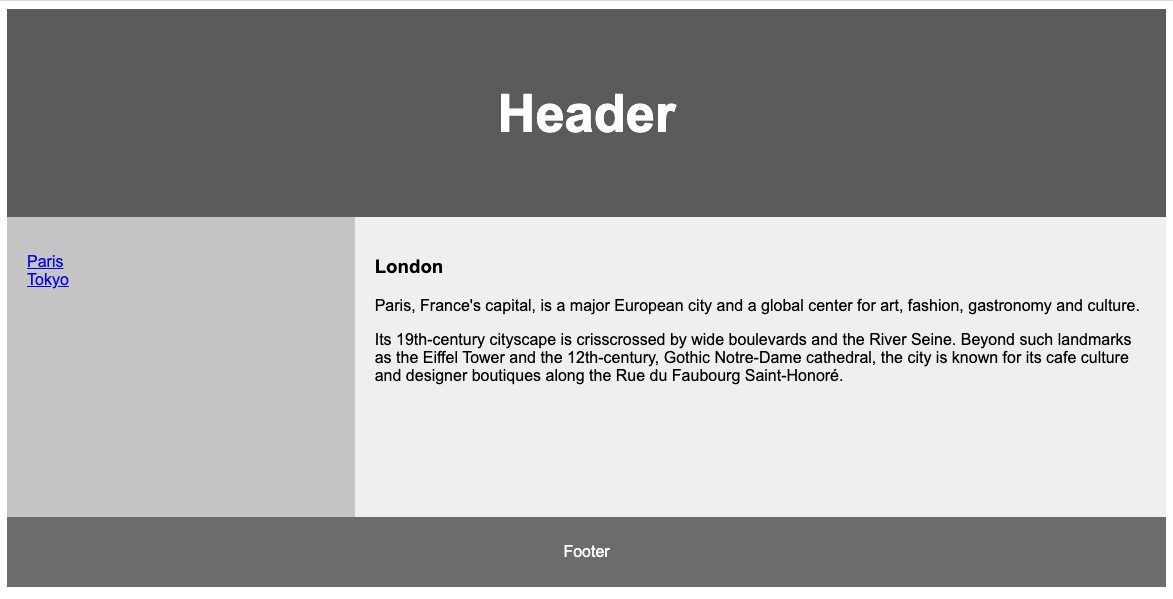 Header
Paris
Tokyo
London
Paris, France's capital, is a major European city and a global center for art, fashion, gastronomy and culture.
Its 19th-century cityscape is crisscrossed by wide boulevards and the River Seine. Beyond such landmarks
as the Eiffel Tower and the 12th-century, Gothic Notre-Dame cathedral, the city is known for its cafe culture
and designer boutiques along the Rue du Faubourg Saint-Honoré.
Footer